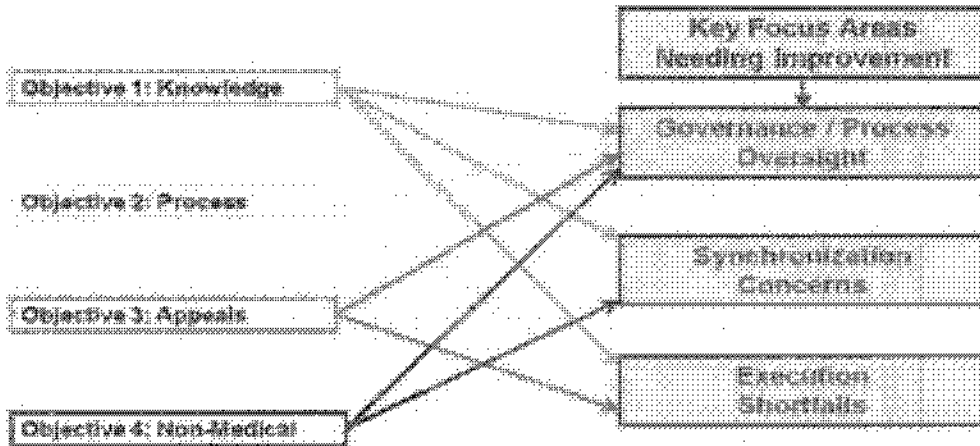 Key Focus Areas
Needing Improvement
Objective 1: Knowledge
Governance / Process
Oversight
Objective 2: Process
Synchronization
Concerns
Objective 3: Appeals
Execution
Shortfalls
Objective 4: Non-Medical